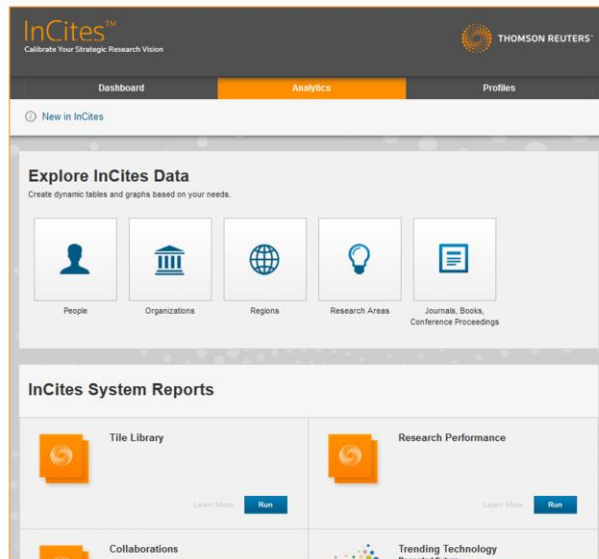 InCites™
Calibrate Your Strategic Research Vision
THOMSON REUTERS
Dashboard
Analytics
Profiles
New in InCites
Explore InCites Data
Create dynamic tables and graphs based on your needs.
People
Organizations
Regions
Research Areas
Journals, Books,
Conference Proceedings
InCites System Reports
Tile Library
Learn More
Run
Research Performance
Learn More
Run
Collaborations
Trending Technology